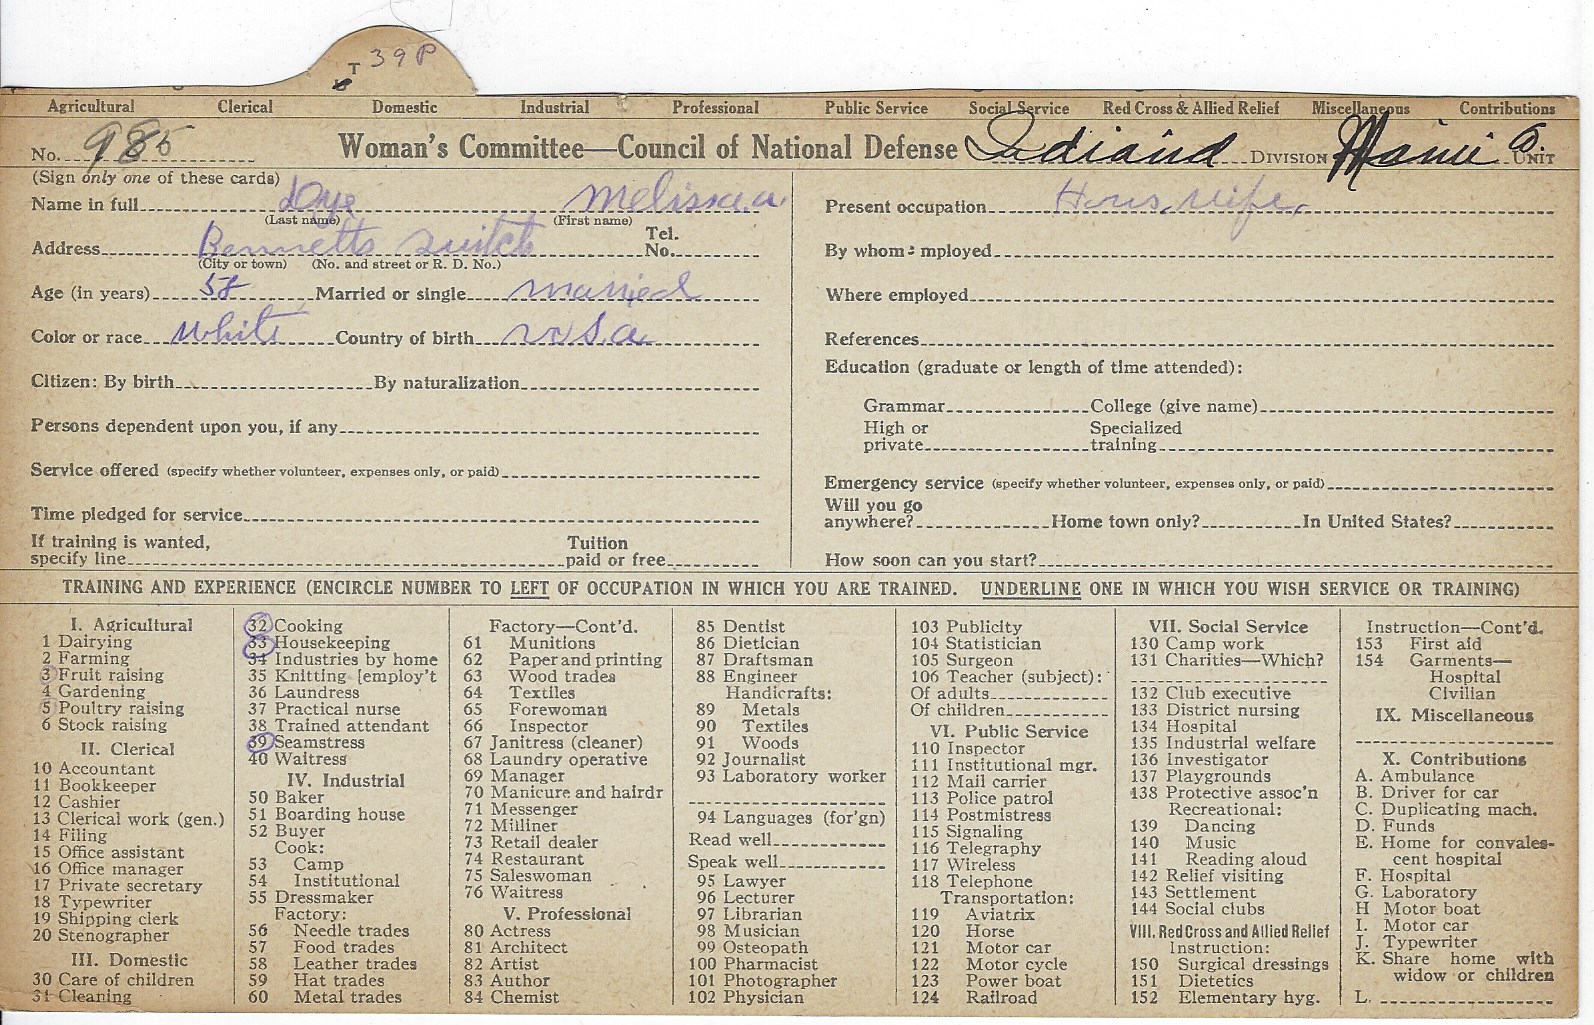 T 39 P
Agricultural Clerical Domestic Industrial Professional Public Service Social Service Red Cross & Allied Relief Miscellaneous Contributions
No. 985 Woman's Committee—Council of National Defense Indiana DIVISION Miami Co. UNIT
(Sign only one of these cards)
Name in full Dye Melissa. a.
(Last name) (First name)
Address Bennetts Switch Tel. No.
(City or town) (No. and street or R. D. No.)
Age (in years) 58 Married or single married
Color or race White Country of birth U.S.a.
Citizen: By birth By naturalization
Persons dependent upon you, if any
Service offered (specify whether volunteer, expenses only, or paid)
Time pledged for service
If training is wanted, specify line Tuition paid or free
Present occupation Hous, wife,
By whom mployed
Where employed
References
Education (graduate or length of time attended):
Grammar College (give name)
High or private Specialized training
Emergency service (specify whether volunteer, expenses only, or paid)
Will you go anywhere? Home town only? In United States?
How soon can you start?
TRAINING AND EXPERIENCE (ENCIRCLE NUMBER TO LEFT OF OCCUPATION IN WHICH YOU ARE TRAINED. UNDERLINE ONE IN WHICH YOU WISH SERVICE OR TRAINING)
I. Agricultural
1 Dairying
2 Farming
3 Fruit raising
4 Gardening
5 Poultry raising
6 Stock raising
II. Clerical
10 Accountant
11 Bookkeeper
12 Cashier
13 Clerical work (gen.)
14 Filing
15 Office assistant
16 Office manager
17 Private secretary
18 Typewriter
19 Shipping clerk
20 Stenographer
III. Domestic
30 Care of children
31 Cleaning
32 Cooking
33 Housekeeping
34 Industries by home
35 Knitting [employ't
36 Laundress
37 Practical nurse
38 Trained attendant
39 Seamstress
40 Waitress
IV. Industrial
50 Baker
51 Boarding house
52 Buyer
Cook:
53 Camp
54 Institutional
55 Dressmaker
Factory:
56 Needle trades
57 Food trades
58 Leather trades
59 Hat trades
60 Metal trades
Factory—Cont'd.
61 Munitions
62 Paper and printing
63 Wood trades
64 Textiles
65 Forewoman
66 Inspector
67 Janitress (cleaner)
68 Laundry operative
69 Manager
70 Manicure and hairdr
71 Messenger
72 Milliner
73 Retail dealer
74 Restaurant
75 Saleswoman
76 Waitress
V. Professional
80 Actress
81 Architect
82 Artist
83 Author
84 Chemist
85 Dentist
86 Dietician
87 Draftsman
88 Engineer
Handicrafts:
89 Metals
90 Textiles
91 Woods
92 Journalist
93 Laboratory worker
94 Languages (for'gn)
Read well
Speak well
95 Lawyer
96 Lecturer
97 Librarian
98 Musician
99 Osteopath
100 Pharmacist
101 Photographer
102 Physician
103 Publicity
104 Statistician
105 Surgeon
106 Teacher (subject):
Of adults
Of children
VI. Public Service
110 Inspector
111 Institutional mgr.
112 Mail carrier
113 Police patrol
114 Postmistress
115 Signaling
116 Telegraphy
117 Wireless
118 Telephone
Transportation:
119 Aviatrix
120 Horse
121 Motor car
122 Motor cycle
123 Power boat
124 Railroad
VII. Social Service
130 Camp work
131 Charities—Which?
132 Club executive
133 District nursing
134 Hospital
135 Industrial welfare
136 Investigator
137 Playgrounds
138 Protective assoc'n
Recreational:
139 Dancing
140 Music
141 Reading aloud
142 Relief visiting
143 Settlement
144 Social clubs
VIII. Red Cross and Allied Relief
Instruction:
150 Surgical dressings
151 Dietetics
152 Elementary hyg.
Instruction—Cont'd.
153 First aid
154 Garments—
Hospital
Civilian
IX. Miscellaneous
X. Contributions
A. Ambulance
B. Driver for car
C. Duplicating mach.
D. Funds
E. Home for convales-
cent hospital
F. Hospital
G. Laboratory
H Motor boat
I. Motor car
J. Typewriter
K. Share home with
widow or children
L.